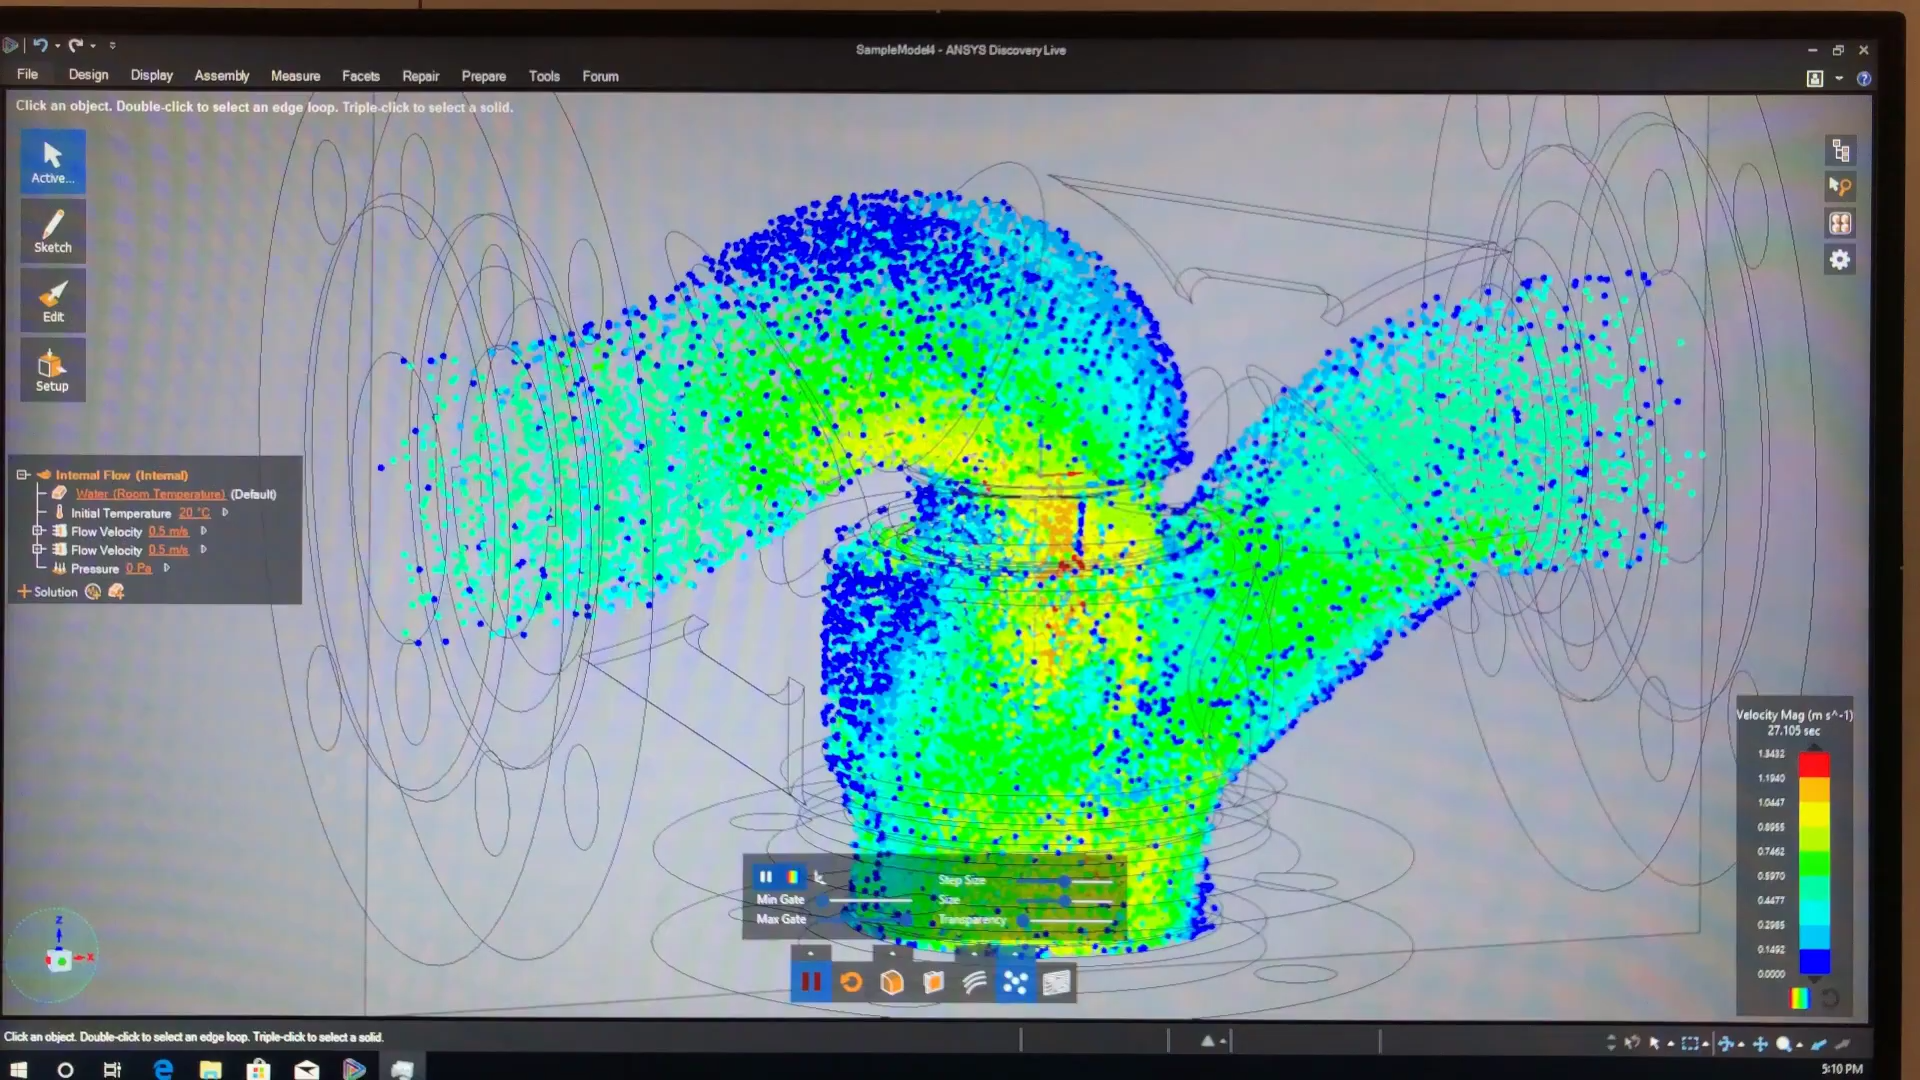 SampleModel4 - ANSYS Discovery Live
File Design Display Assembly Measure Facets Repair Prepare Tools Forum
Click an object. Double-click to select an edge loop. Triple-click to select a solid.
Active...
Sketch
Edit
Setup
Internal Flow (Internal)
Water (Room Temperature) (Default)
Initial Temperature 20 °C
Flow Velocity 0.5 m/s
Flow Velocity 0.5 m/s
Pressure 0 Pa
Solution
Velocity Mag (m s^-1)
27.105 sec
1.3432
1.1940
1.0447
0.8955
0.7462
0.5970
0.4477
0.2985
0.1492
0.0000
Step Size
Min Gate Size
Max Gate Transparency
Z
X
Click an object. Double-click to select an edge loop. Triple-click to select a solid.
5:10 PM